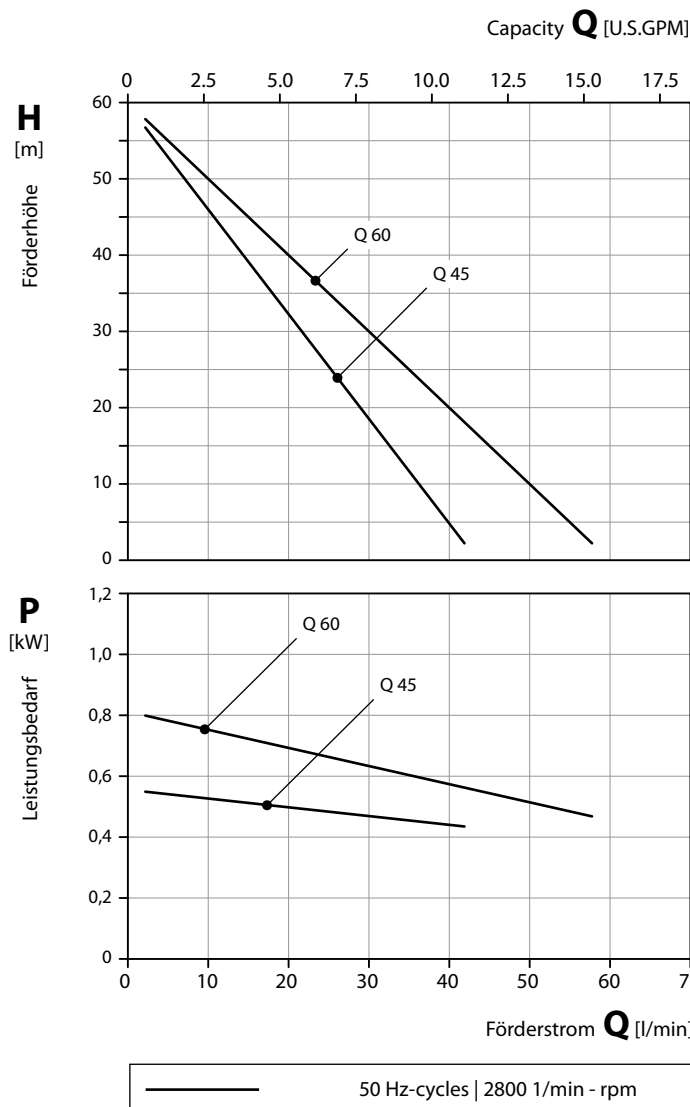 Capacity Q [U.S.GPM]
0 2.5 5.0 7.5 10.0 12.5 15.0 17.5
H
[m]
Förderhöhe
60
50
40
30
20
10
0
Q 60
Q 45
P
[kW]
Leistungsbedarf
1,2
1,0
0,8
0,6
0,4
0,2
0
Q 60
Q 45
0 10 20 30 40 50 60 7
Förderstrom Q [l/min]
50 Hz-cycles | 2800 1/min - rpm